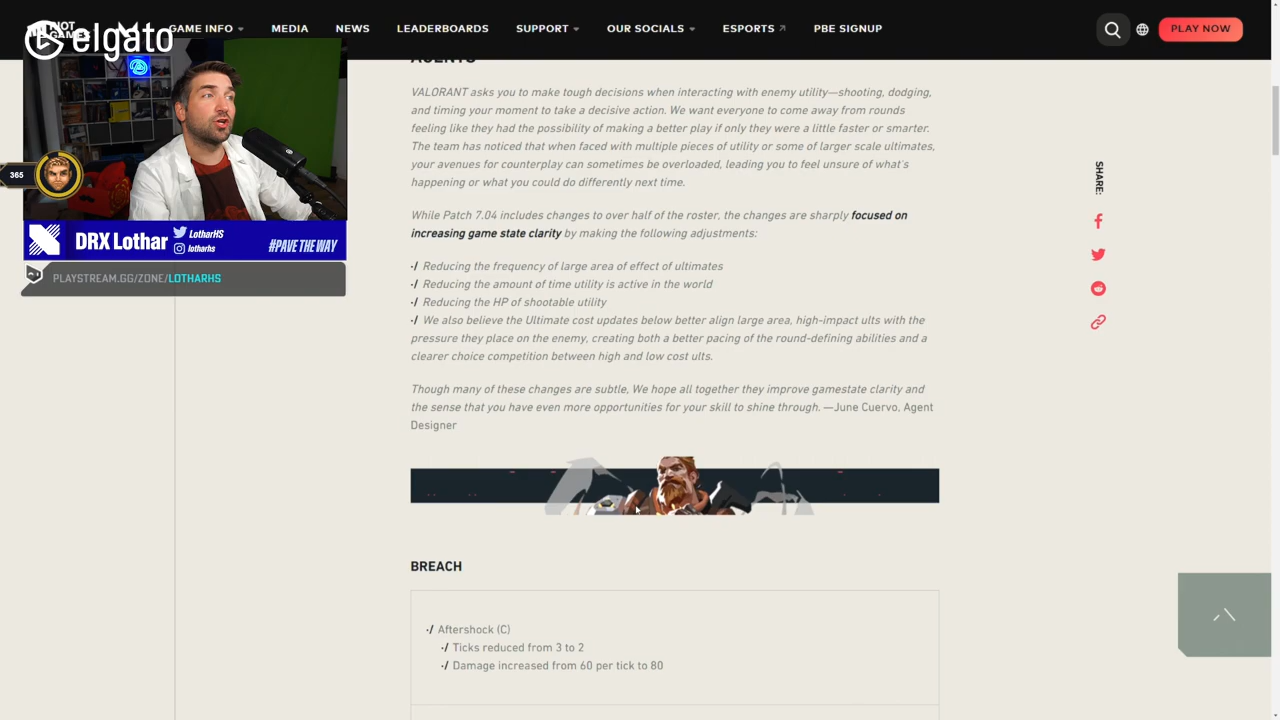 RIOT GAMES
GAME INFO
MEDIA
NEWS
LEADERBOARDS
SUPPORT
OUR SOCIALS
ESPORTS
PBE SIGNUP
PLAY NOW
elgato
365
DRX Lothar
LotharHS
lotharhs
#PAVE THE WAY
PLAYSTREAM.GG/ZONE/LOTHARHS
AGENTS
VALORANT asks you to make tough decisions when interacting with enemy utility—shooting, dodging,
and timing your moment to take a decisive action. We want everyone to come away from rounds
feeling like they had the possibility of making a better play if only they were a little faster or smarter.
The team has noticed that when faced with multiple pieces of utility or some of larger scale ultimates,
your avenues for counterplay can sometimes be overloaded, leading you to feel unsure of what's
happening or what you could do differently next time.
While Patch 7.04 includes changes to over half of the roster, the changes are sharply focused on
increasing game state clarity by making the following adjustments:
Reducing the frequency of large area of effect of ultimates
Reducing the amount of time utility is active in the world
Reducing the HP of shootable utility
We also believe the Ultimate cost updates below better align large area, high-impact ults with the
pressure they place on the enemy, creating both a better pacing of the round-defining abilities and a
clearer choice competition between high and low cost ults.
Though many of these changes are subtle, We hope all together they improve gamestate clarity and
the sense that you have even more opportunities for your skill to shine through. —June Cuervo, Agent
Designer
SHARE:
BREACH
Aftershock (C)
Ticks reduced from 3 to 2
Damage increased from 60 per tick to 80